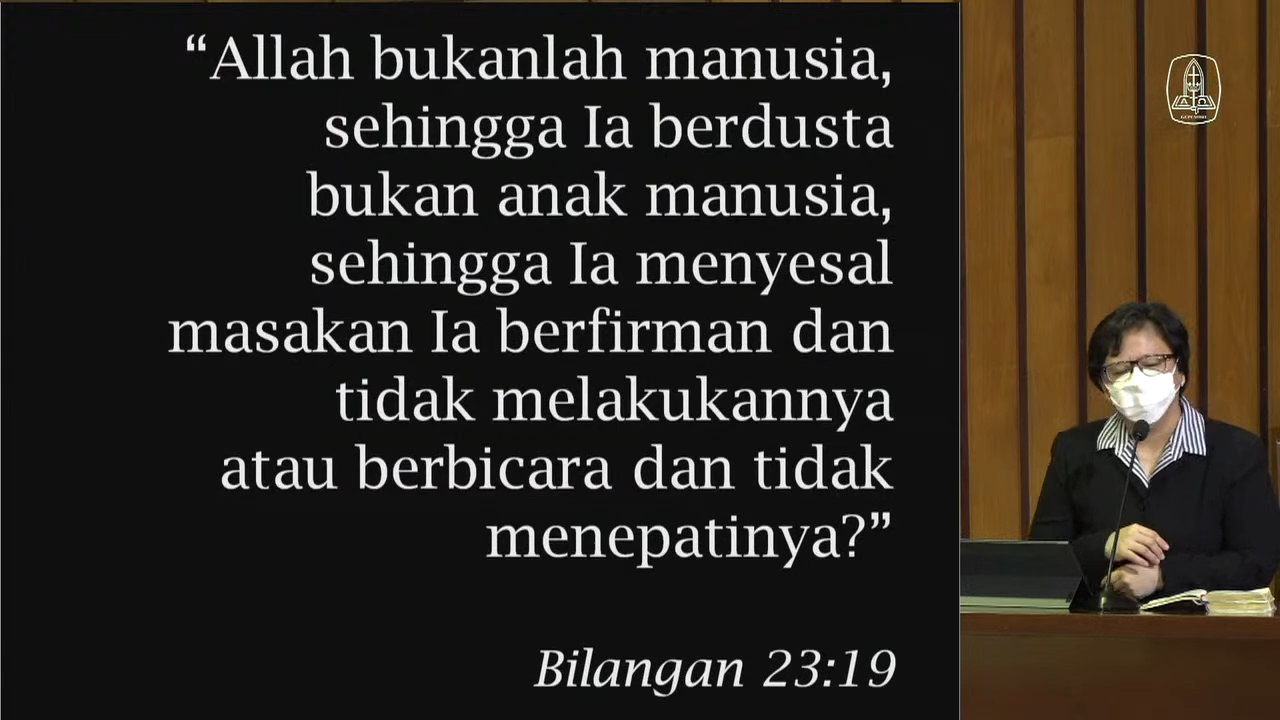 “Allah bukanlah manusia,
sehingga Ia berdusta
bukan anak manusia,
sehingga Ia menyesal
masakan Ia berfirman dan
tidak melakukannya
atau berbicara dan tidak
menepatinya?”
Bilangan 23:19